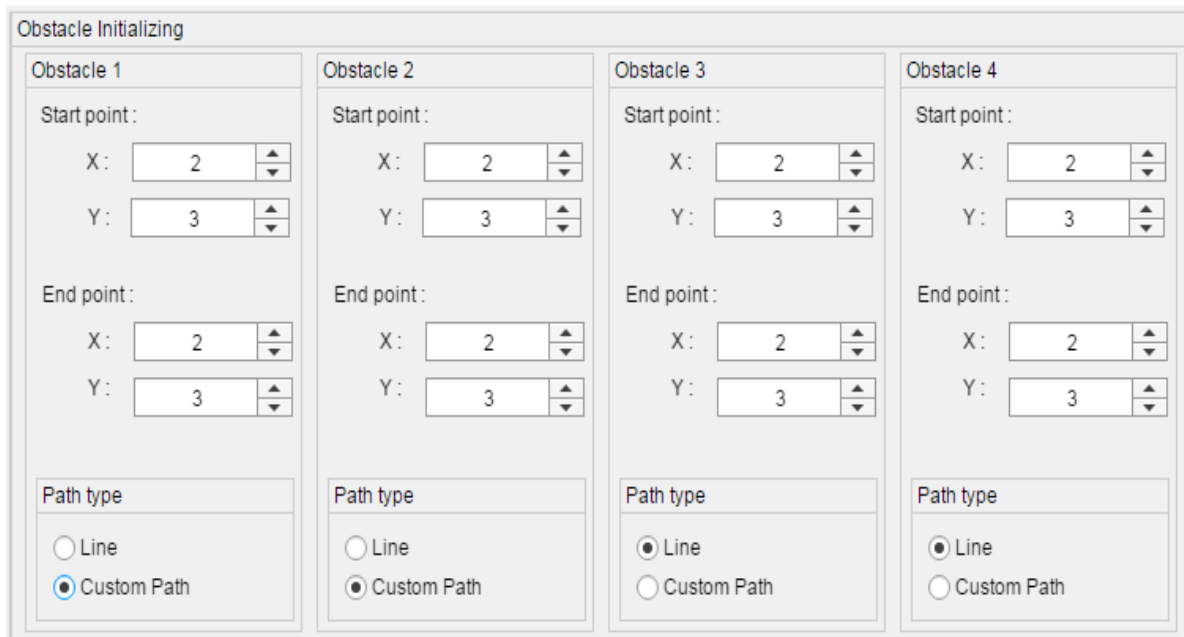 Obstacle Initializing
Obstacle 1
Start point :
X : 2
Y : 3
End point :
X : 2
Y : 3
Path type
Line
Custom Path
Obstacle 2
Start point :
X : 2
Y : 3
End point :
X : 2
Y : 3
Path type
Line
Custom Path
Obstacle 3
Start point :
X : 2
Y : 3
End point :
X : 2
Y : 3
Path type
Line
Custom Path
Obstacle 4
Start point :
X : 2
Y : 3
End point :
X : 2
Y : 3
Path type
Line
Custom Path